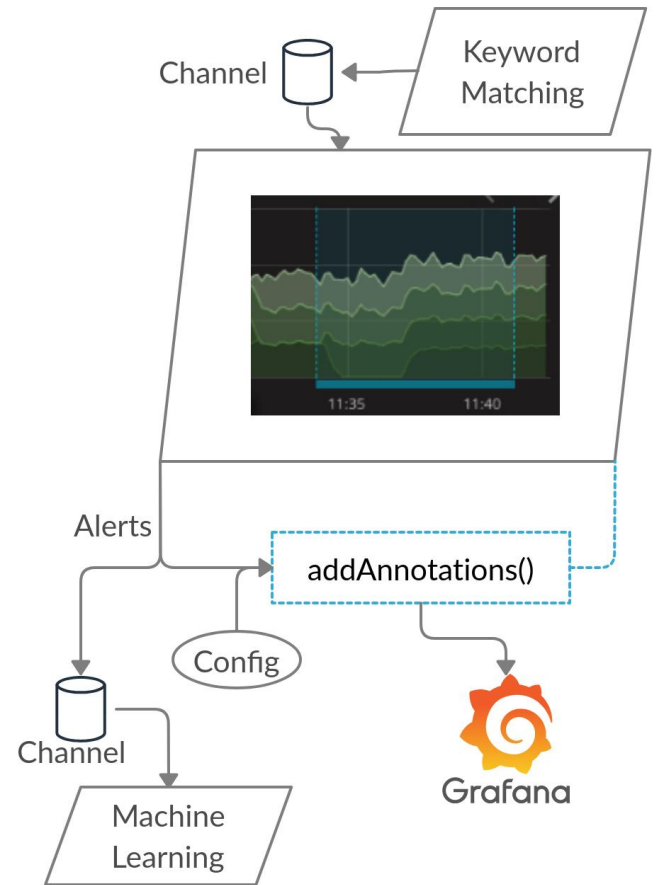 Keyword
Matching
Channel
11:35
11:40
Alerts
addAnnotations()
Config
Channel
Grafana
Machine
Learning